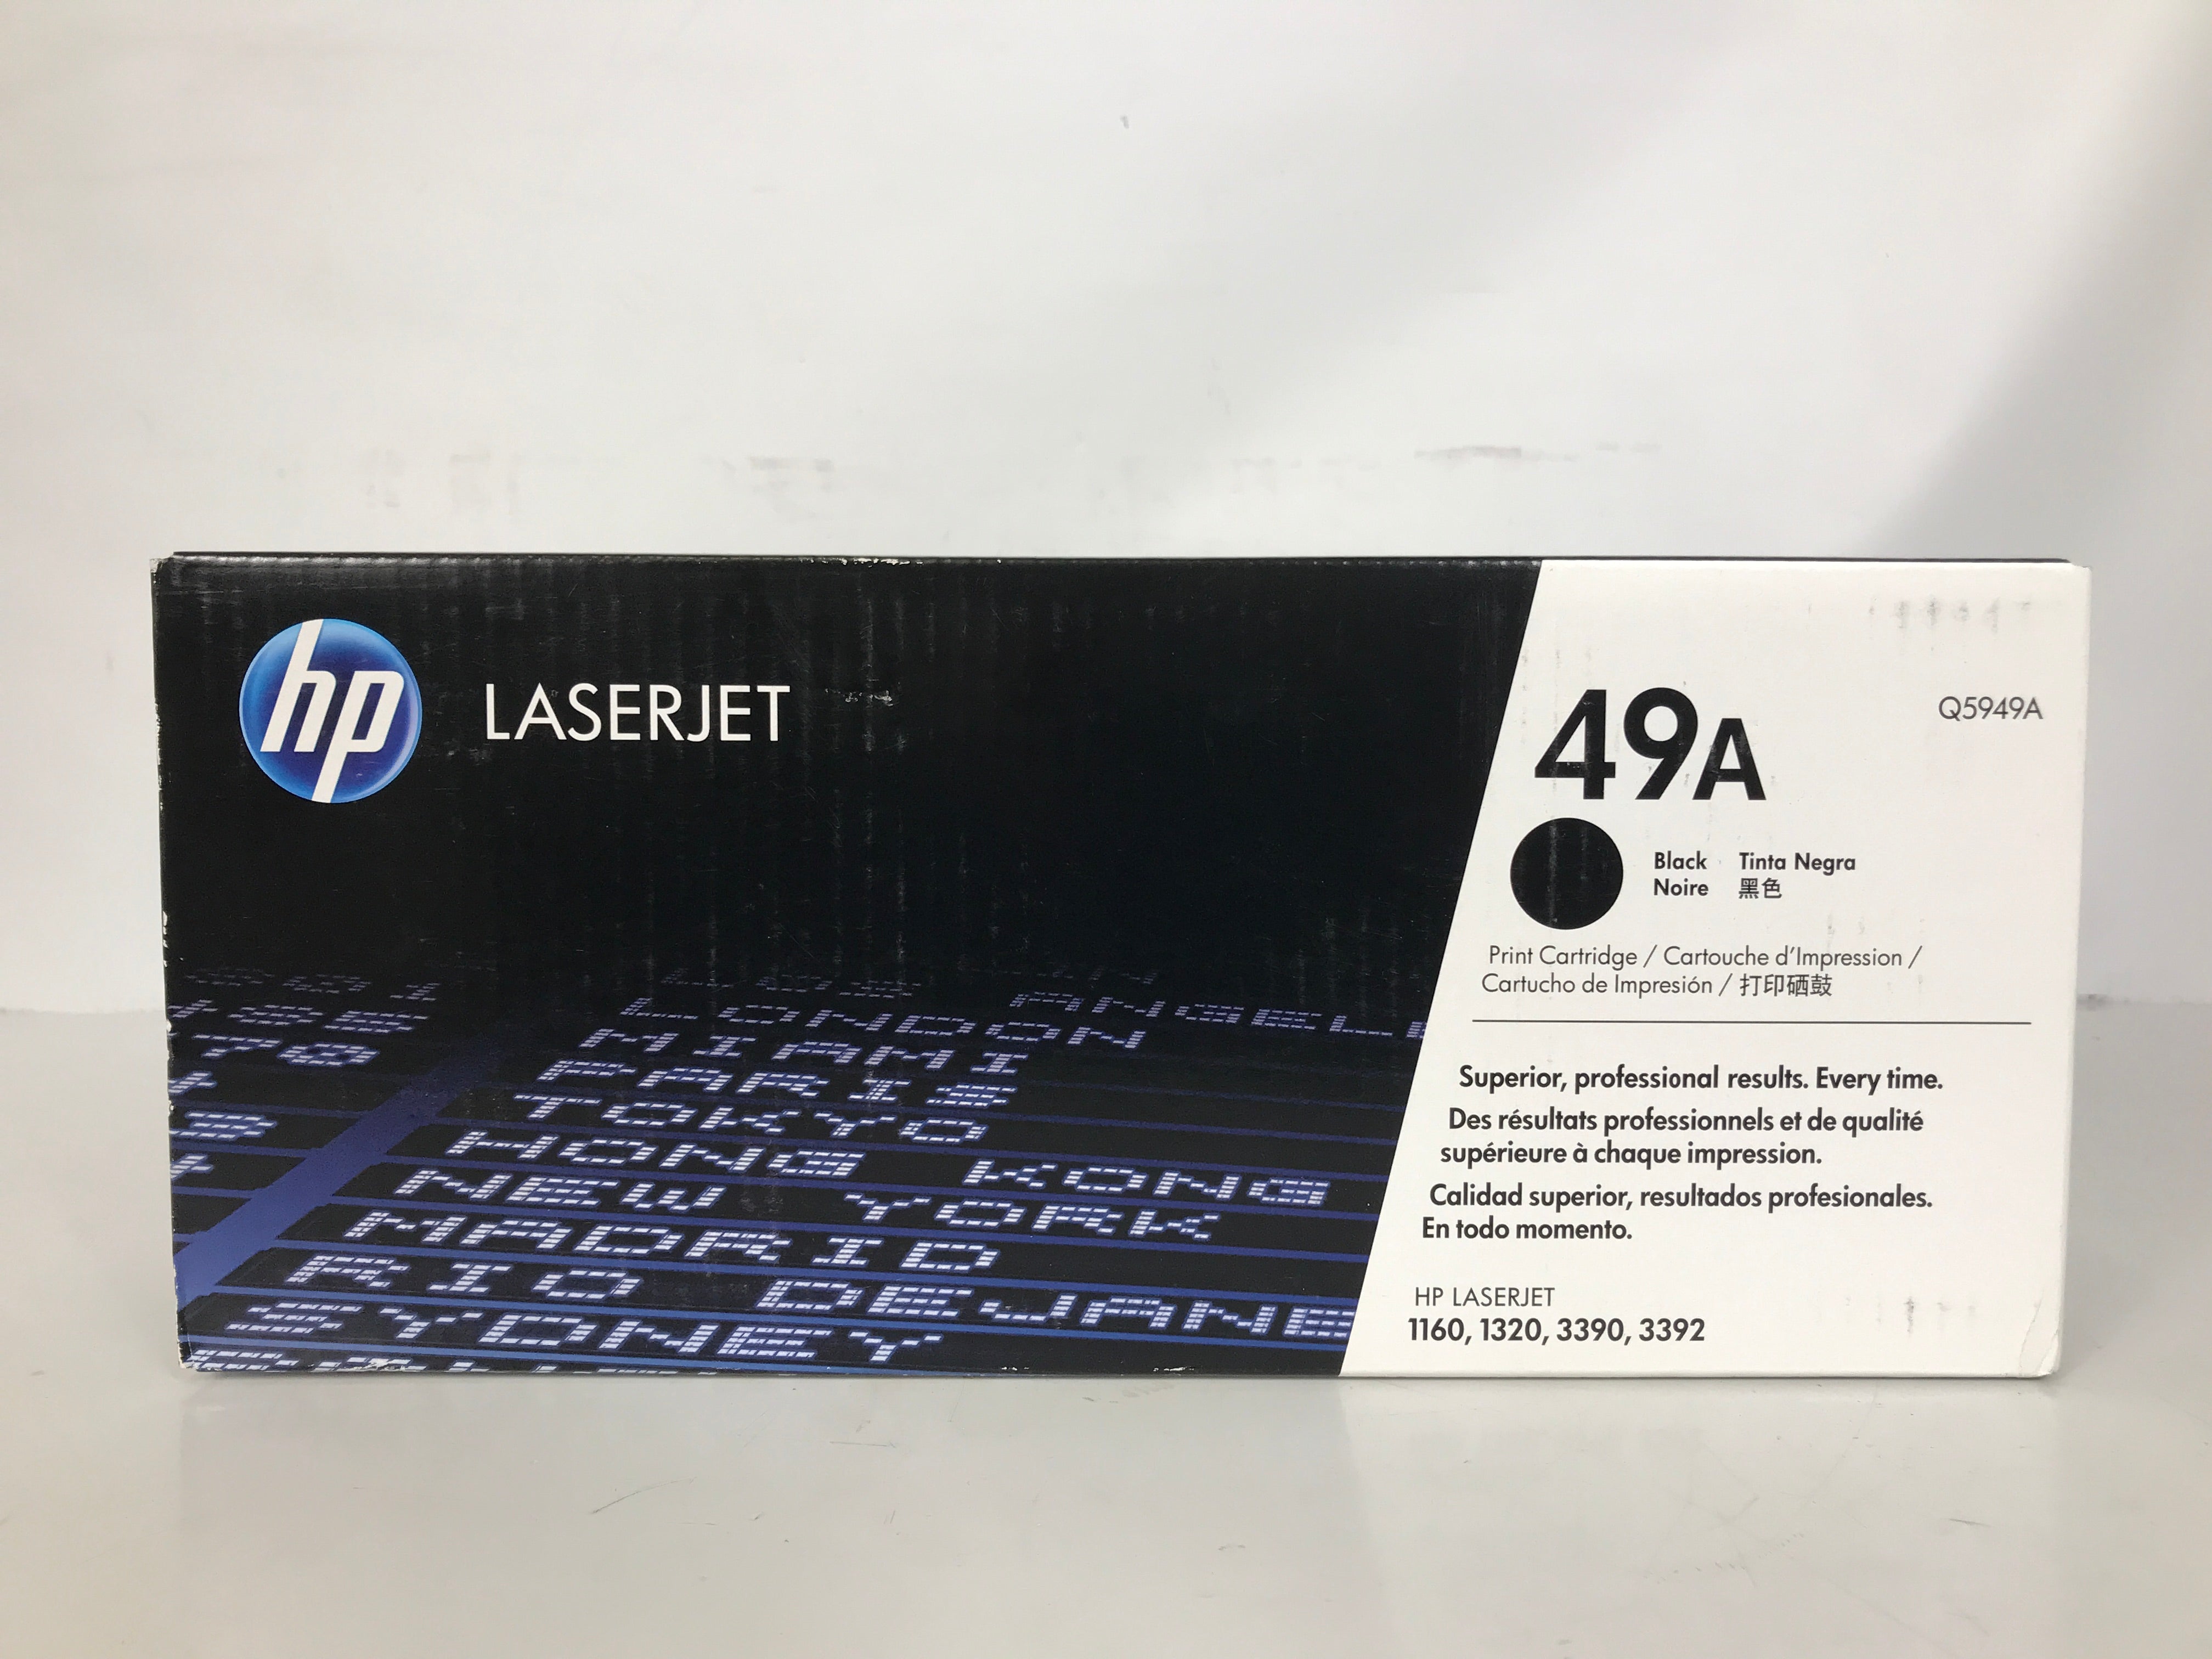 hp LASERJET
49A
Q5949A
Black Tinta Negra
Noire 黑色
Print Cartridge / Cartouche d'Impression /
Cartucho de Impresión / 打印硒鼓
Superior, professional results. Every time.
Des résultats professionnels et de qualité
supérieure à chaque impression.
Calidad superior, resultados profesionales.
En todo momento.
HP LASERJET
1160, 1320, 3390, 3392
ANGEL
LONDON
MIAMI
PARIS
TOKYO
HONG KONG
NEW YORK
MADRID
RIO DEJANE
SYDNEY